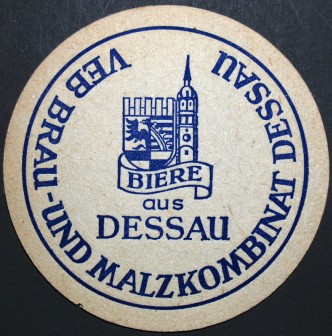 VEB BRAU- UND MALZKOMBINAT DESSAU
BIERE
aus
DESSAU